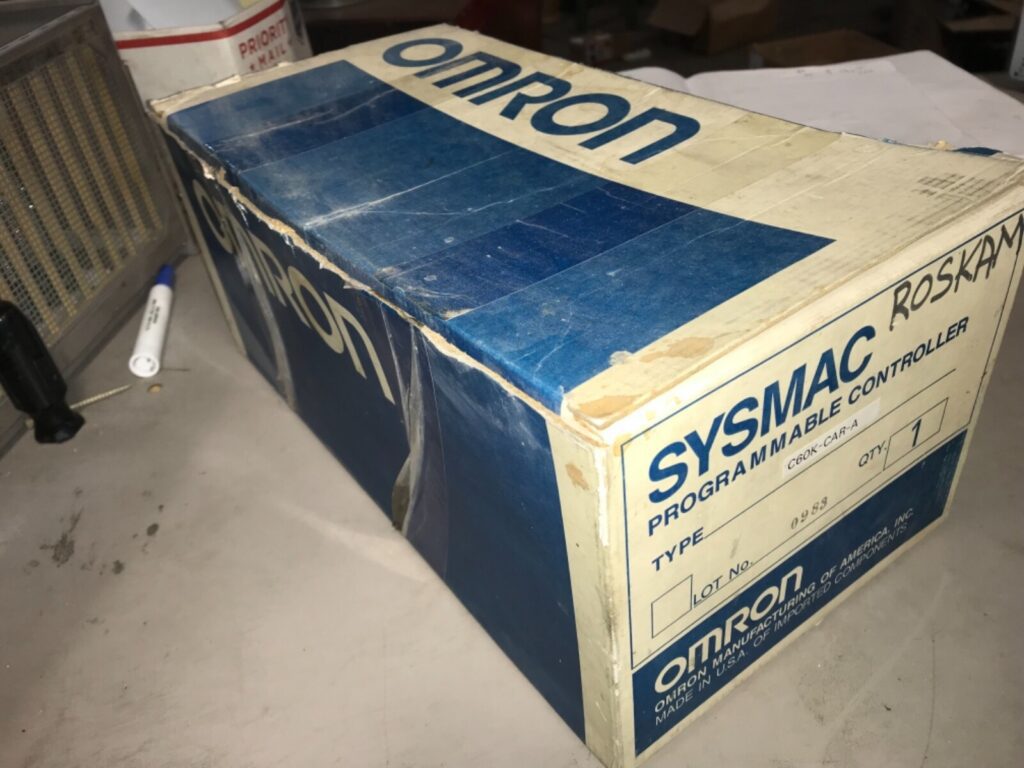 PRIORITY
MAIL
OMRON
OMRON
ROSKAM
SYSMAC
PROGRAMMABLE CONTROLLER
TYPE C60K-CAR-A
QTY. 1
LOT No. 0983
OMRON
OMRON MANUFACTURING OF AMERICA, INC.
MADE IN U.S.A. OF IMPORTED COMPONENTS